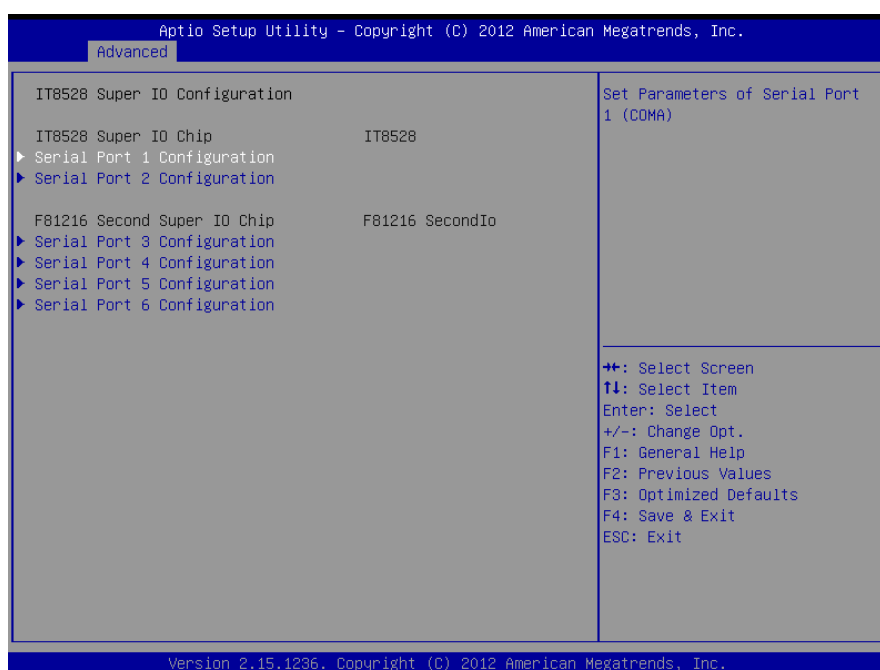 Aptio Setup Utility – Copyright (C) 2012 American Megatrends, Inc.
Advanced
IT8528 Super IO Configuration
IT8528 Super IO Chip IT8528
Serial Port 1 Configuration
Serial Port 2 Configuration
F81216 Second Super IO Chip F81216 SecondIo
Serial Port 3 Configuration
Serial Port 4 Configuration
Serial Port 5 Configuration
Serial Port 6 Configuration
Set Parameters of Serial Port
1 (COMA)
→←: Select Screen
↑↓: Select Item
Enter: Select
+/-: Change Opt.
F1: General Help
F2: Previous Values
F3: Optimized Defaults
F4: Save & Exit
ESC: Exit
Version 2.15.1236. Copyright (C) 2012 American Megatrends, Inc.